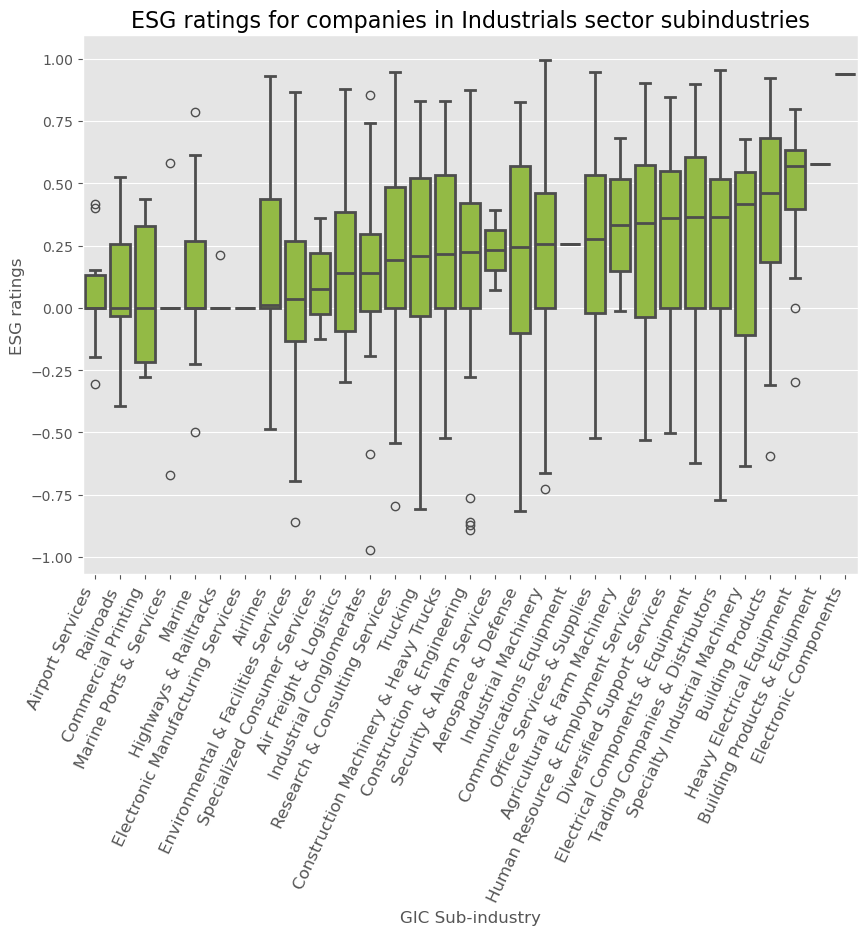 ESG ratings for companies in Industrials sector subindustries
1.00
0.75
0.50
0.25
0.00
−0.25
−0.50
−0.75
−1.00
ESG ratings
Airport Services
Railroads
Commercial Printing
Marine Ports & Services
Marine
Highways & Railtracks
Electronic Manufacturing Services
Airlines
Environmental & Facilities Services
Specialized Consumer Services
Air Freight & Logistics
Industrial Conglomerates
Research & Consulting Services
Trucking
Construction Machinery & Heavy Trucks
Construction & Engineering
Security & Alarm Services
Aerospace & Defense
Industrial Machinery
Communications Equipment
Office Services & Supplies
Agricultural & Farm Machinery
Human Resource & Employment Services
Diversified Support Services
Electrical Components & Equipment
Trading Companies & Distributors
Specialty Industrial Machinery
Building Products
Heavy Electrical Equipment
Building Products & Equipment
Electronic Components
GIC Sub-industry